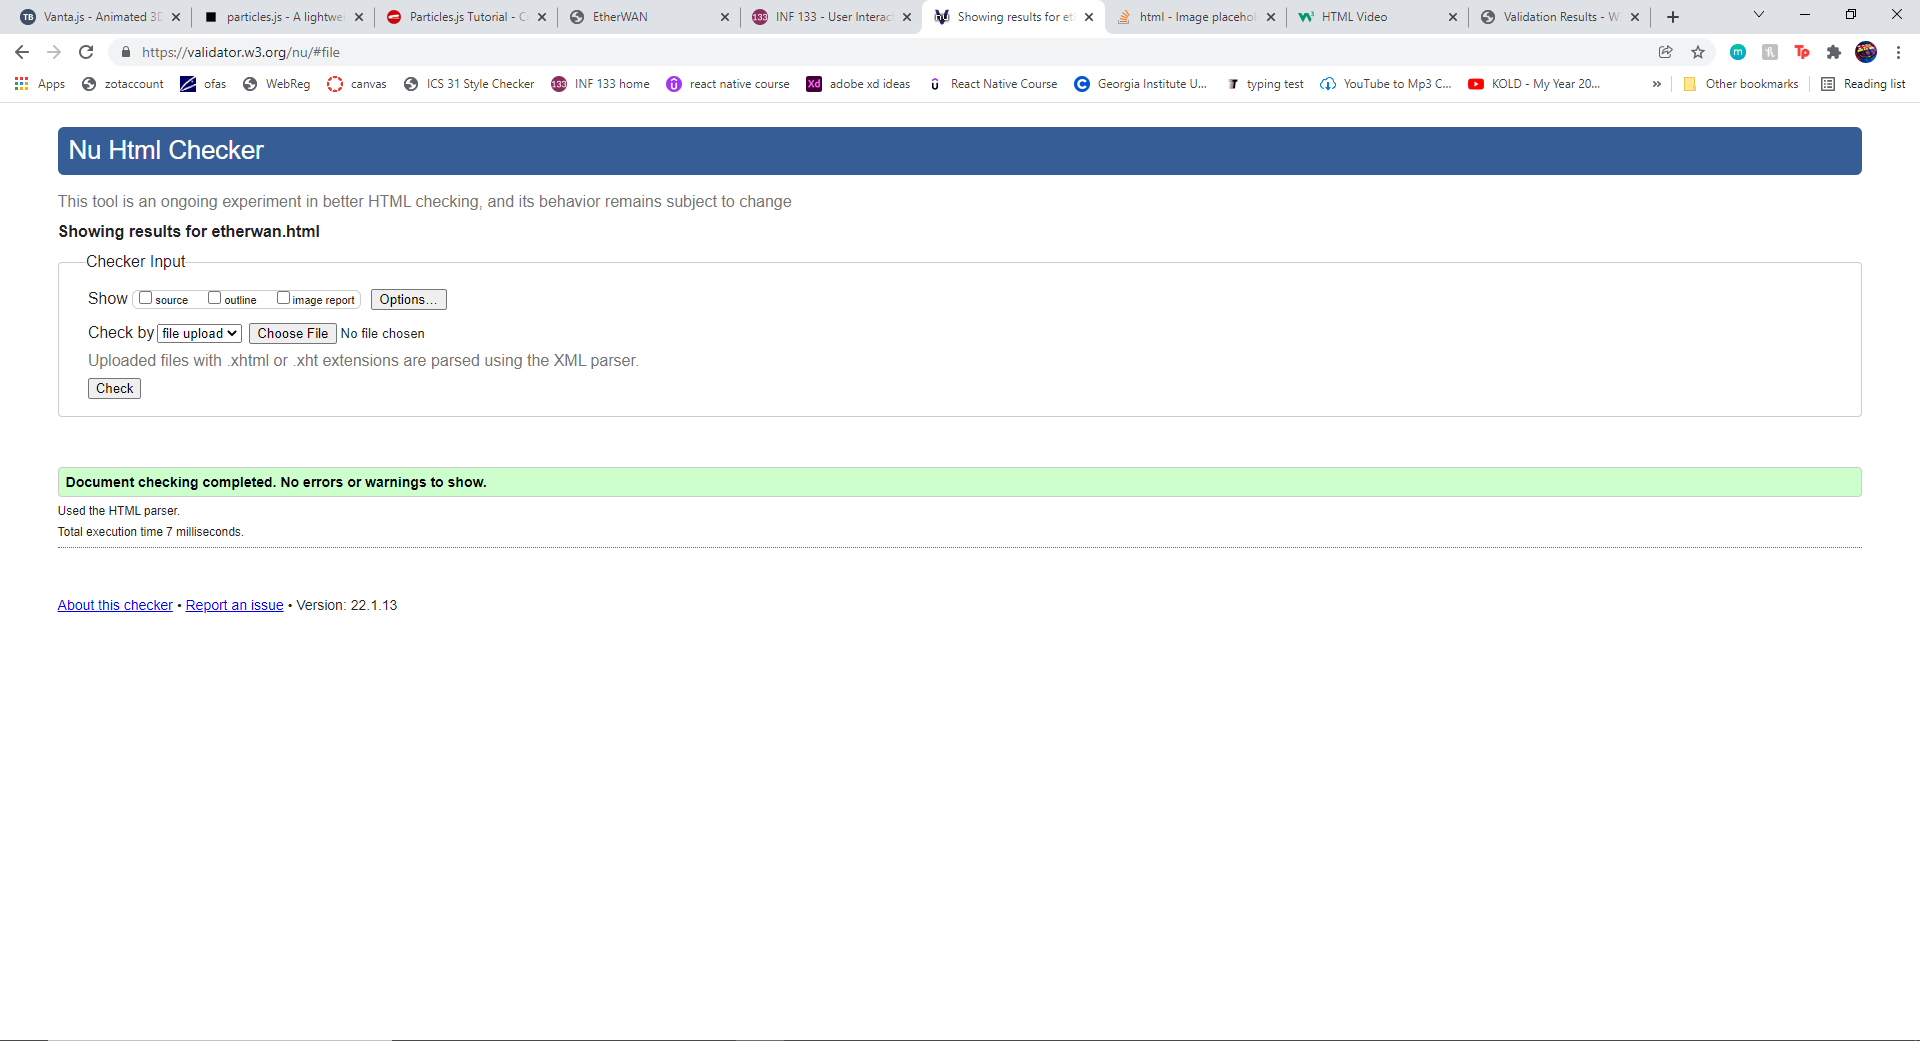 Vanta.js - Animated 3D
particles.js - A lightwei
Particles.js Tutorial - C
EtherWAN
INF 133 - User Interact
Showing results for eth
html - Image placehol
HTML Video
Validation Results - W
https://validator.w3.org/nu/#file
Apps
zotaccount
ofas
WebReg
canvas
ICS 31 Style Checker
133
INF 133 home
react native course
Xd
adobe xd ideas
React Native Course
Georgia Institute U...
typing test
YouTube to Mp3 C...
KOLD - My Year 20...
»
Other bookmarks
Reading list
Nu Html Checker
This tool is an ongoing experiment in better HTML checking, and its behavior remains subject to change
Showing results for etherwan.html
Checker Input
Show source outline image report Options...
Check by file upload Choose File No file chosen
Uploaded files with .xhtml or .xht extensions are parsed using the XML parser.
Check
Document checking completed. No errors or warnings to show.
Used the HTML parser.
Total execution time 7 milliseconds.
About this checker • Report an issue • Version: 22.1.13